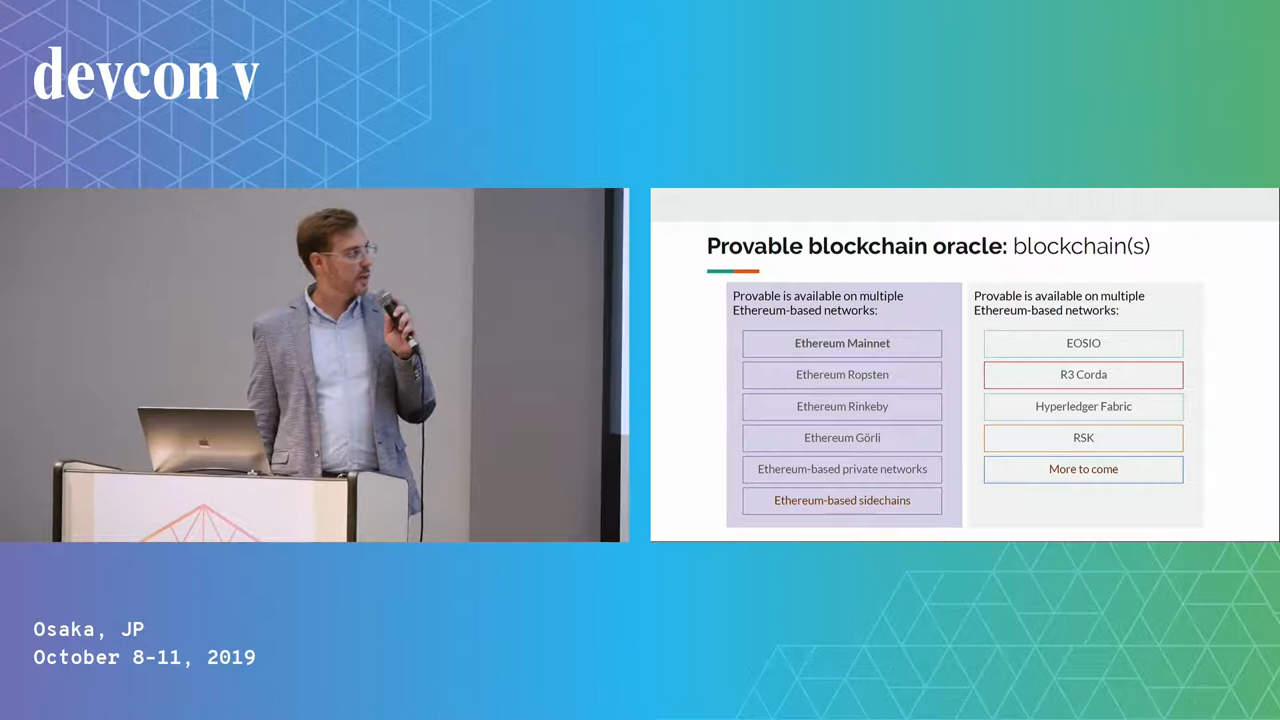 devcon v
Provable blockchain oracle: blockchain(s)
Provable is available on multiple
Ethereum-based networks:
Ethereum Mainnet
Ethereum Ropsten
Ethereum Rinkeby
Ethereum Görli
Ethereum-based private networks
Ethereum-based sidechains
Provable is available on multiple
Ethereum-based networks:
EOSIO
R3 Corda
Hyperledger Fabric
RSK
More to come
Osaka, JP
October 8-11, 2019